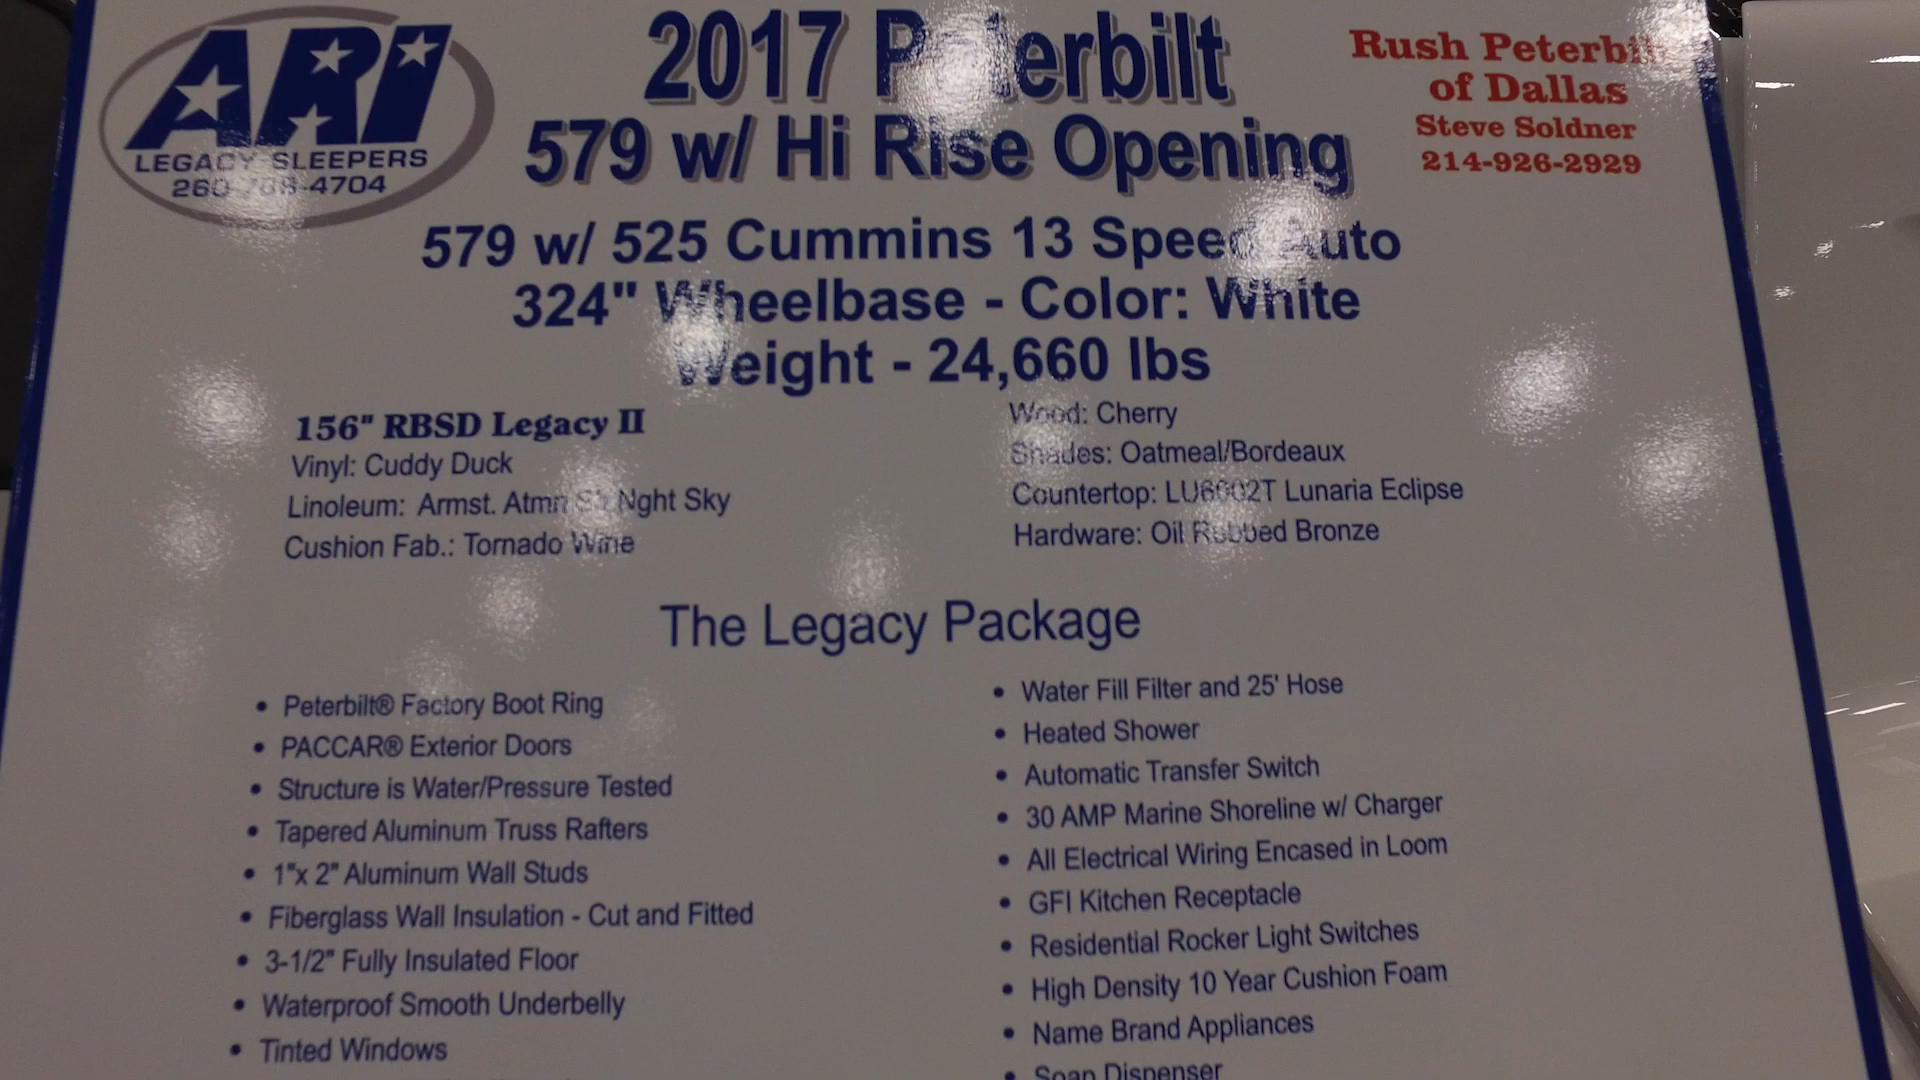 ARI
LEGACY SLEEPERS
260-768-4704
2017 Peterbilt
579 w/ Hi Rise Opening
Rush Peterbilt
of Dallas
Steve Soldner
214-926-2929
579 w/ 525 Cummins 13 Speed Auto
324" Wheelbase - Color: White
Weight - 24,660 lbs
156" RBSD Legacy II
Vinyl: Cuddy Duck
Linoleum: Armst. Atmn Nght Sky
Cushion Fab.: Tornado Wine
Wood: Cherry
Shades: Oatmeal/Bordeaux
Countertop: LU6002T Lunaria Eclipse
Hardware: Oil Rubbed Bronze
The Legacy Package
• Peterbilt® Factory Boot Ring
• PACCAR® Exterior Doors
• Structure is Water/Pressure Tested
• Tapered Aluminum Truss Rafters
• 1"x 2" Aluminum Wall Studs
• Fiberglass Wall Insulation - Cut and Fitted
• 3-1/2" Fully Insulated Floor
• Waterproof Smooth Underbelly
• Tinted Windows
• Water Fill Filter and 25' Hose
• Heated Shower
• Automatic Transfer Switch
• 30 AMP Marine Shoreline w/ Charger
• All Electrical Wiring Encased in Loom
• GFI Kitchen Receptacle
• Residential Rocker Light Switches
• High Density 10 Year Cushion Foam
• Name Brand Appliances
• Soap Dispenser